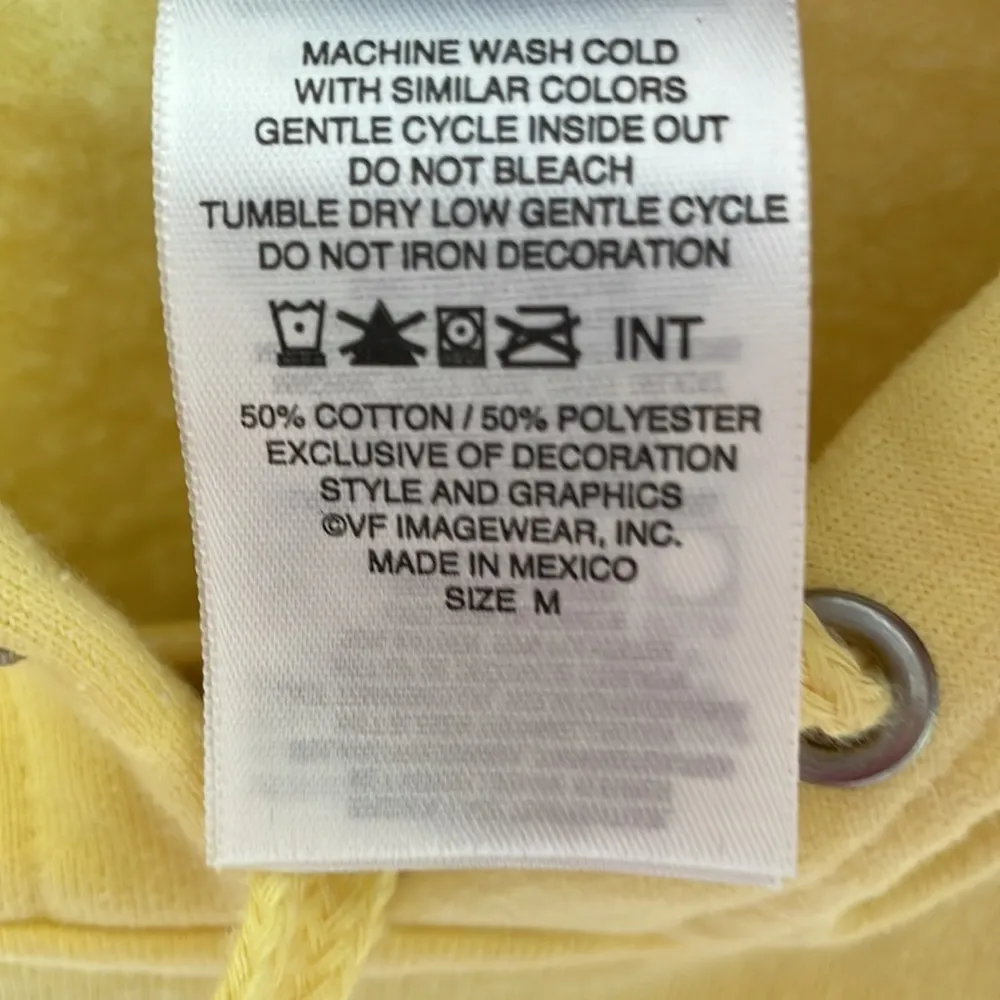 MACHINE WASH COLD
WITH SIMILAR COLORS
GENTLE CYCLE INSIDE OUT
DO NOT BLEACH
TUMBLE DRY LOW GENTLE CYCLE
DO NOT IRON DECORATION
INT
50% COTTON / 50% POLYESTER
EXCLUSIVE OF DECORATION
STYLE AND GRAPHICS
©VF IMAGEWEAR, INC.
MADE IN MEXICO
SIZE M